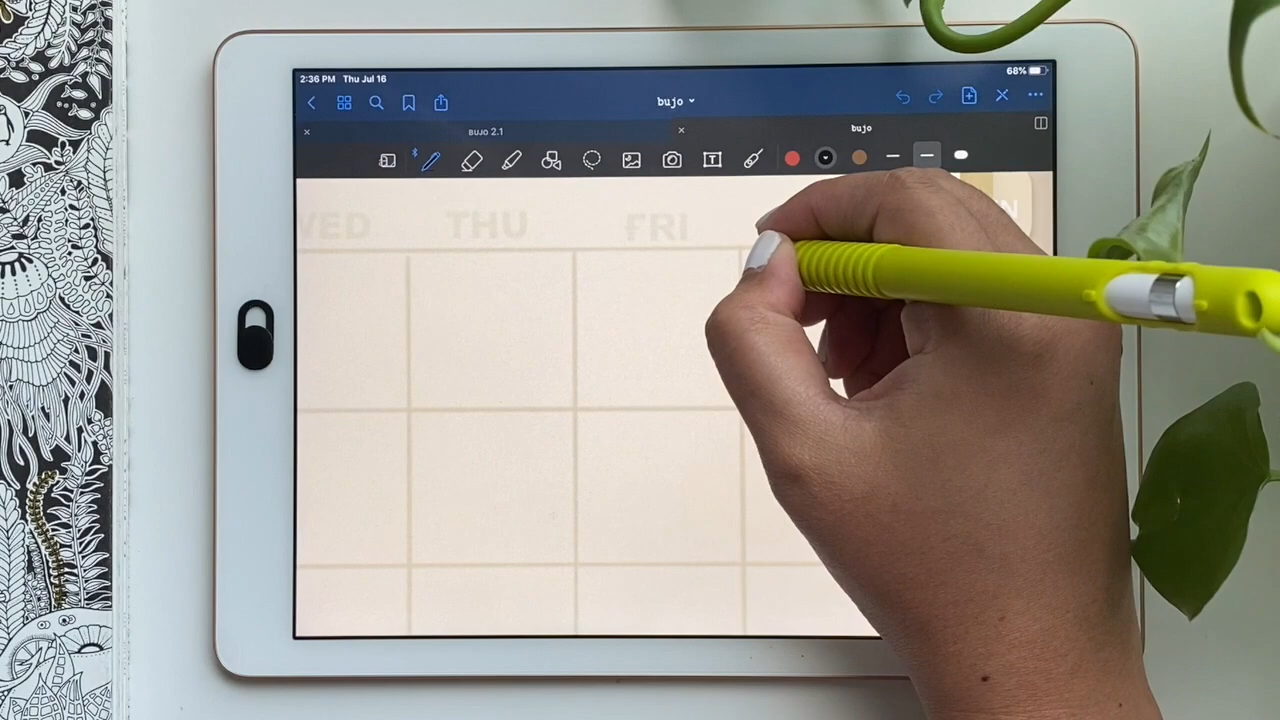 2:36 PM Thu Jul 16
68%
bujo
BUJO 2.1
bujo
T
WED THU FRI